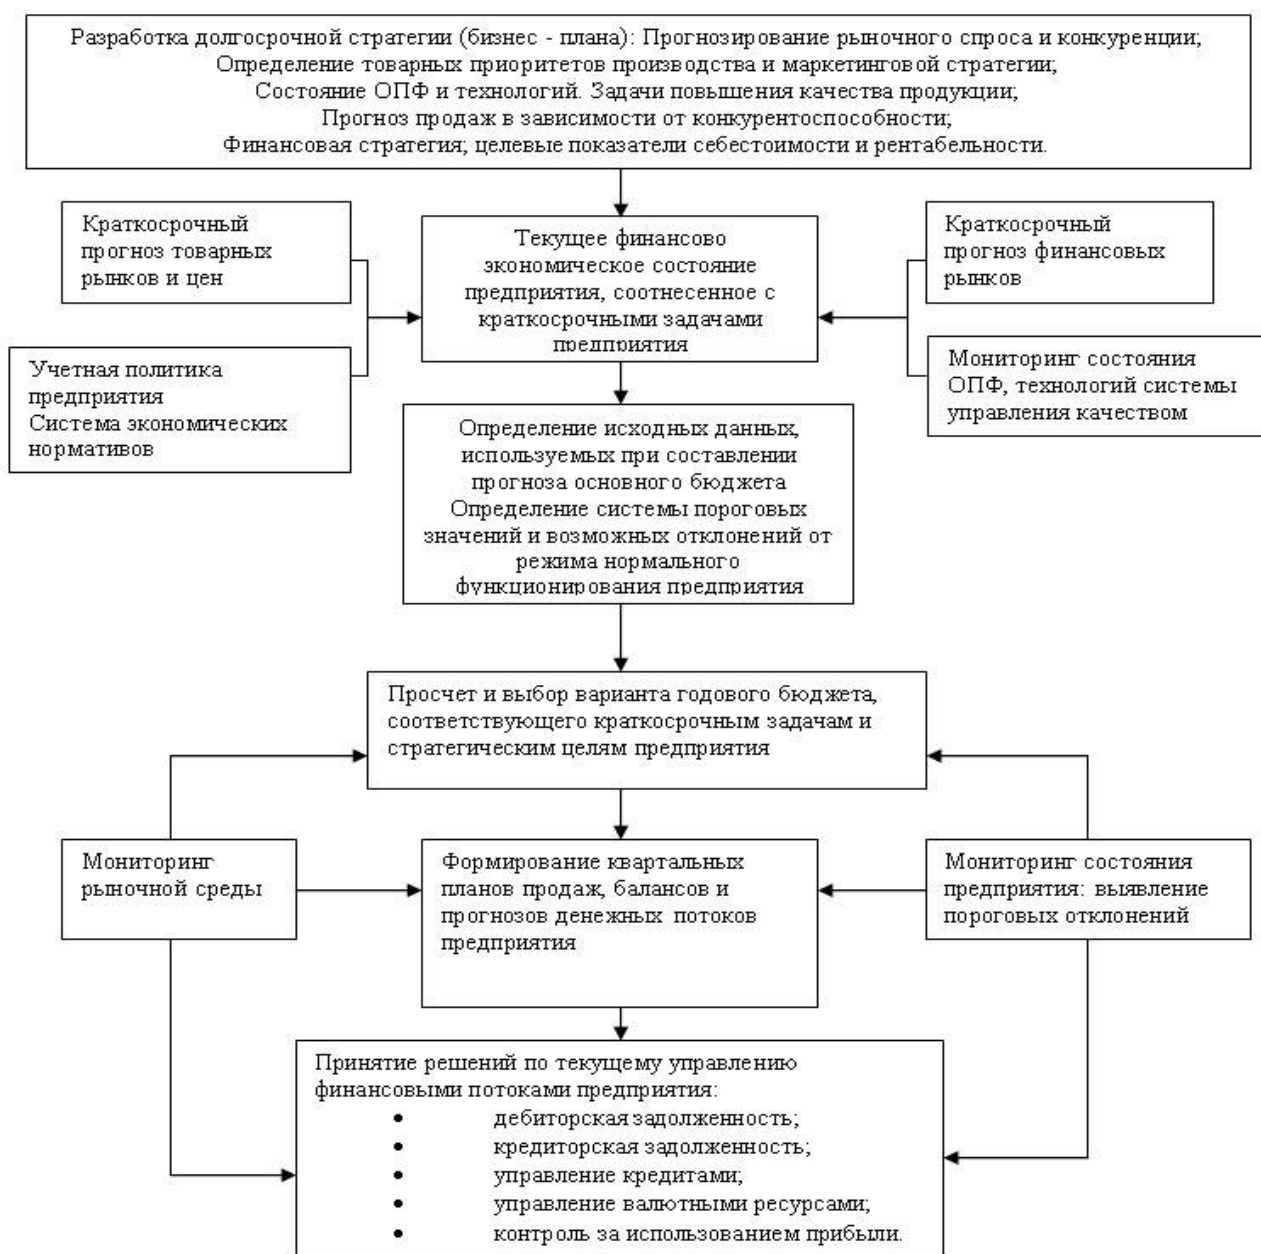 Разработка долгосрочной стратегии (бизнес - плана): Прогнозирование рыночного спроса и конкуренции;
Определение товарных приоритетов производства и маркетинговой стратегии;
Состояние ОПФ и технологий. Задачи повышения качества продукции;
Прогноз продаж в зависимости от конкурентоспособности;
Финансовая стратегия; целевые показатели себестоимости и рентабельности.
Краткосрочный
прогноз товарных
рынков и цен
Текущее финансово
экономическое состояние
предприятия, соотнесенное с
краткосрочными задачами
предприятия
Краткосрочный
прогноз финансовых
рынков
Учетная политика
предприятия
Система экономических
нормативов
Мониторинг состояния
ОПФ, технологий системы
управления качеством
Определение исходных данных,
используемых при составлении
прогноза основного бюджета
Определение системы пороговых
значений и возможных отклонений от
режима нормального
функционирования предприятия
Просчет и выбор варианта годового бюджета,
соответствующего краткосрочным задачам и
стратегическим целям предприятия
Мониторинг
рыночной среды
Формирование квартальных
планов продаж, балансов и
прогнозов денежных потоков
предприятия
Мониторинг состояния
предприятия: выявление
пороговых отклонений
Принятие решений по текущему управлению
финансовыми потоками предприятия:
• дебиторская задолженность;
• кредиторская задолженность;
• управление кредитами;
• управление валютными ресурсами;
• контроль за использованием прибыли.